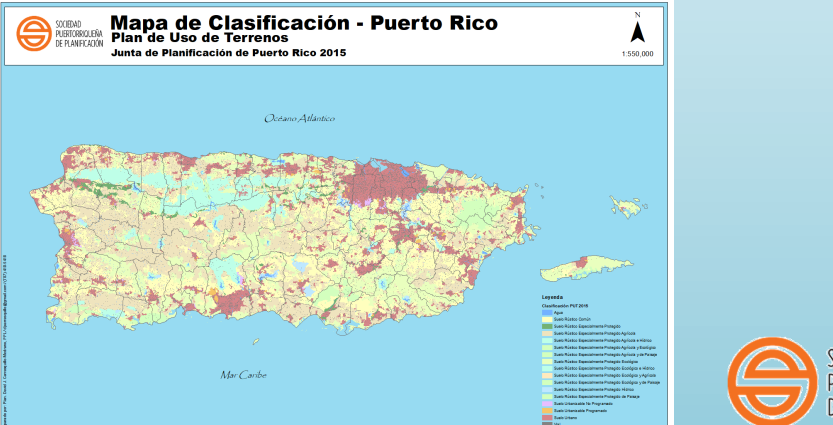 SOCIEDAD
PUERTORRIQUEÑA
DE PLANIFICACIÓN
Mapa de Clasificación - Puerto Rico
Plan de Uso de Terrenos
Junta de Planificación de Puerto Rico 2015
N
1:550,000
Océano Atlántico
Mar Caribe
Leyenda
Clasificación PUT 2015
Agua
Suelo Rústico Común
Suelo Rústico Especialmente Protegido
Suelo Rústico Especialmente Protegido Agrícola
Suelo Rústico Especialmente Protegido Agrícola e Hídrico
Suelo Rústico Especialmente Protegido Agrícola y Ecológico
Suelo Rústico Especialmente Protegido Agrícola y de Paisaje
Suelo Rústico Especialmente Protegido Ecológico
Suelo Rústico Especialmente Protegido Ecológico e Hídrico
Suelo Rústico Especialmente Protegido Ecológico y Agrícola
Suelo Rústico Especialmente Protegido Ecológico y de Paisaje
Suelo Rústico Especialmente Protegido Hídrico
Suelo Rústico Especialmente Protegido de Paisaje
Suelo Urbanizable No Programado
Suelo Urbanizable Programado
Suelo Urbano